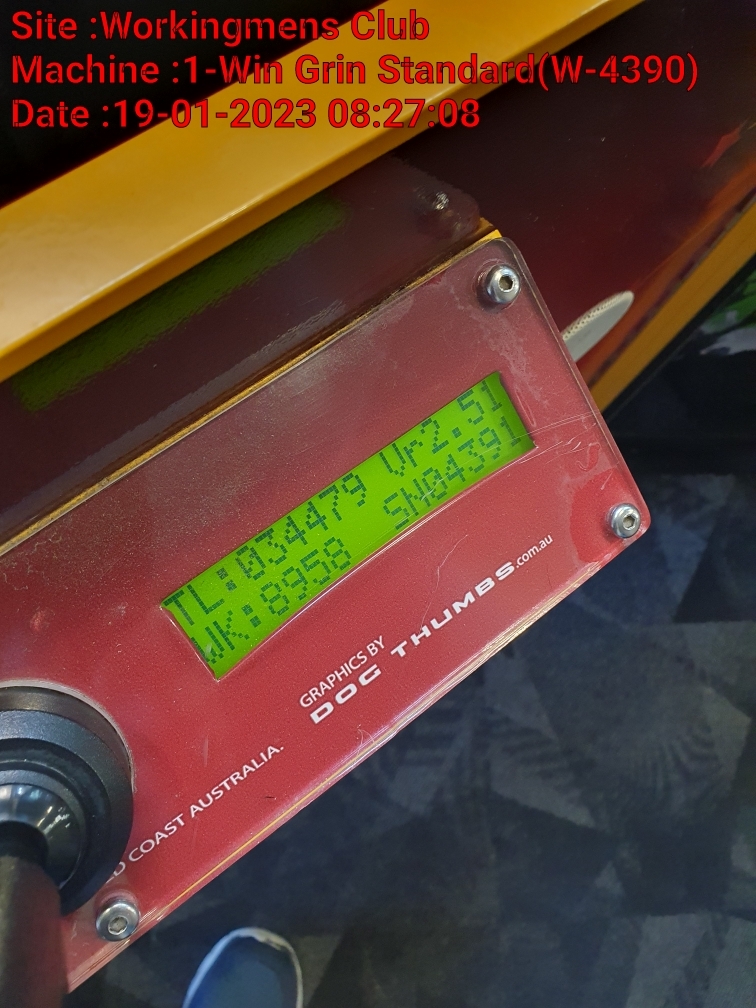 Site :Workingmens Club
Machine :1-Win Grin Standard(W-4390)
Date :19-01-2023 08:27:08
TL:034479 Vr2.51
WK:8958 SN04391
GRAPHICS BY
DOG THUMBS.com.au
D COAST AUSTRALIA.